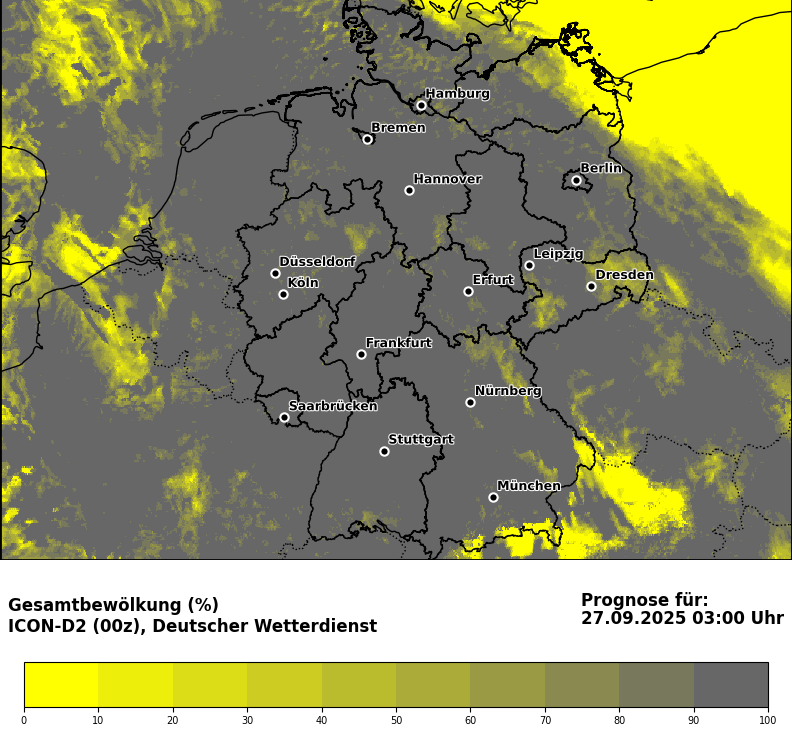 Hamburg
Bremen
Berlin
Hannover
Leipzig
Düsseldorf
Dresden
Köln
Erfurt
Frankfurt
Nürnberg
Saarbrücken
Stuttgart
München
Gesamtbewölkung (%)
ICON-D2 (00z), Deutscher Wetterdienst
Prognose für:
27.09.2025 03:00 Uhr
0 10 20 30 40 50 60 70 80 90 100